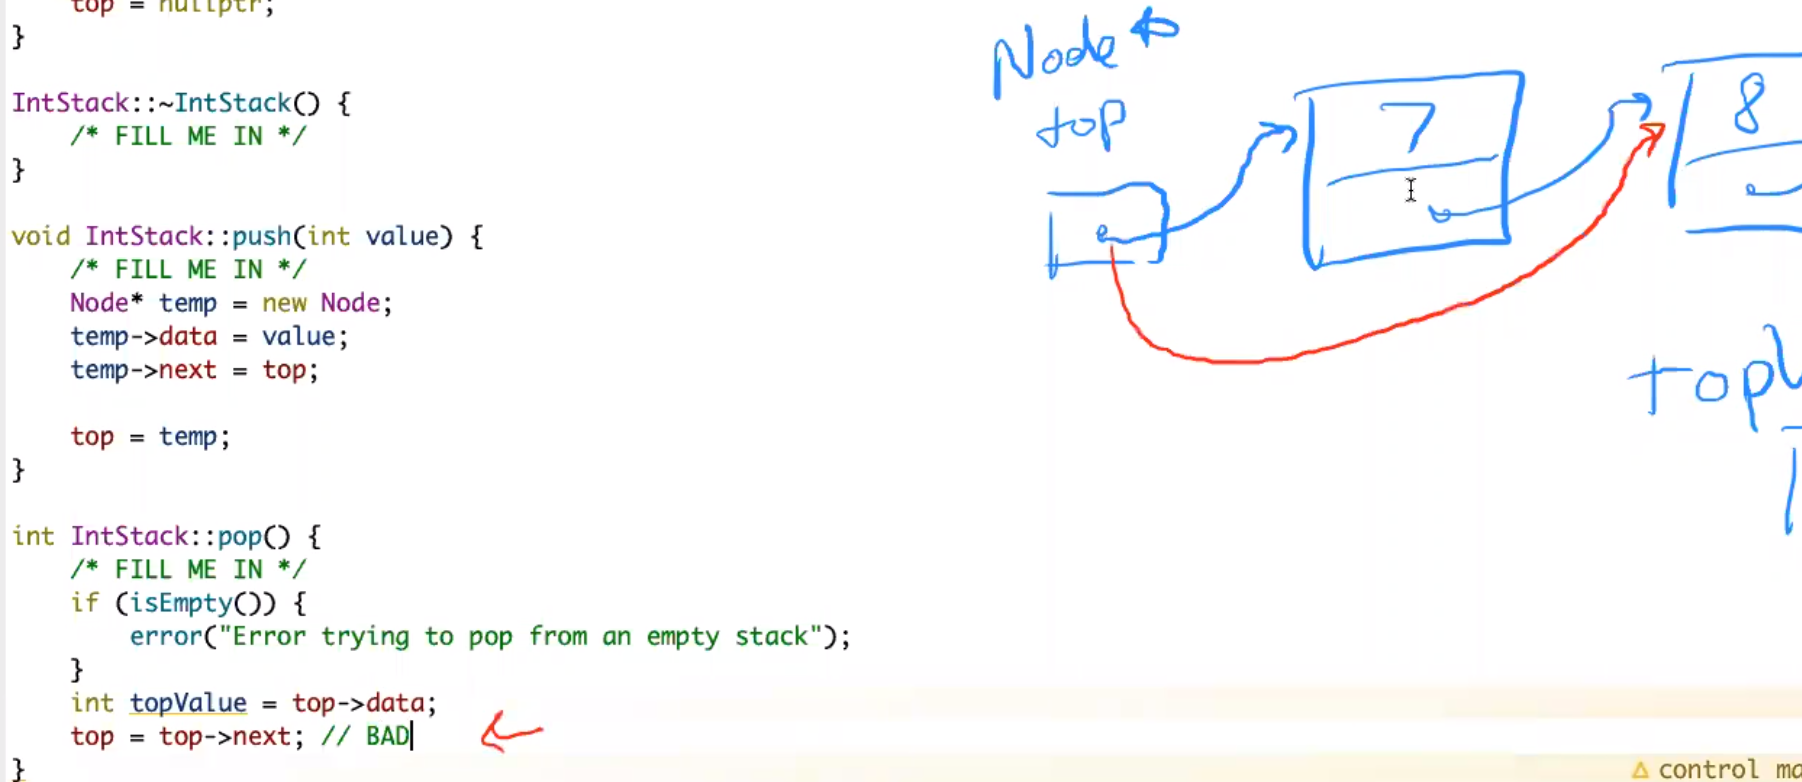 top = nullptr;
}
IntStack::~IntStack() {
/* FILL ME IN */
}
void IntStack::push(int value) {
/* FILL ME IN */
Node* temp = new Node;
temp->data = value;
temp->next = top;
top = temp;
}
int IntStack::pop() {
/* FILL ME IN */
if (isEmpty()) {
error("Error trying to pop from an empty stack");
}
int topValue = top->data;
top = top->next; // BAD
}
Node*
top
7
8
topV
control